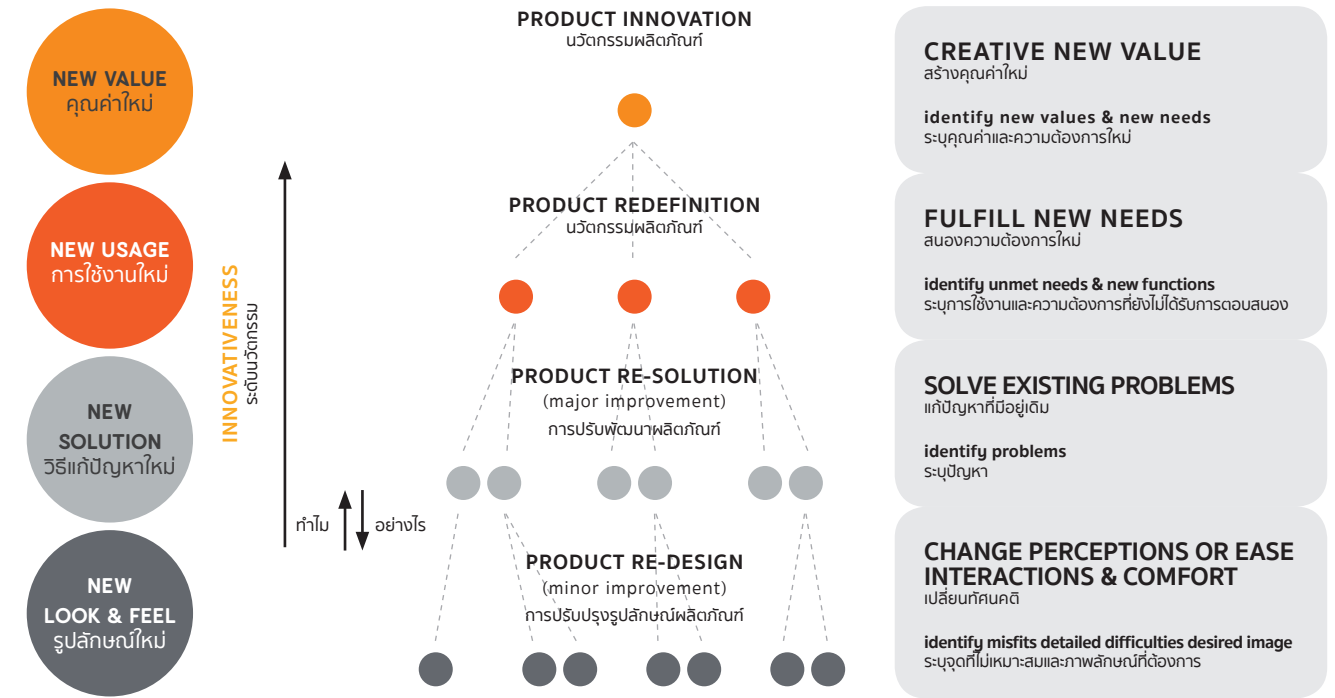 NEW VALUE
คุณค่าใหม่
NEW USAGE
การใช้งานใหม่
NEW
SOLUTION
วิธีแก้ปัญหาใหม่
NEW
LOOK & FEEL
รูปลักษณ์ใหม่
INNOVATIVENESS
ระดับนวัตกรรม
ทำไม
อย่างไร
PRODUCT INNOVATION
นวัตกรรมผลิตภัณฑ์
PRODUCT REDEFINITION
นวัตกรรมผลิตภัณฑ์
PRODUCT RE-SOLUTION
(major improvement)
การปรับพัฒนาผลิตภัณฑ์
PRODUCT RE-DESIGN
(minor improvement)
การปรับปรุงรูปลักษณ์ผลิตภัณฑ์
CREATIVE NEW VALUE
สร้างคุณค่าใหม่
identify new values & new needs
ระบุคุณค่าและความต้องการใหม่
FULFILL NEW NEEDS
สนองความต้องการใหม่
identify unmet needs & new functions
ระบุการใช้งานและความต้องการที่ยังไม่ได้รับการตอบสนอง
SOLVE EXISTING PROBLEMS
แก้ปัญหาที่มีอยู่เดิม
identify problems
ระบุปัญหา
CHANGE PERCEPTIONS OR EASE
INTERACTIONS & COMFORT
เปลี่ยนทัศนคติ
identify misfits detailed difficulties desired image
ระบุจุดที่ไม่เหมาะสมและภาพลักษณ์ที่ต้องการ